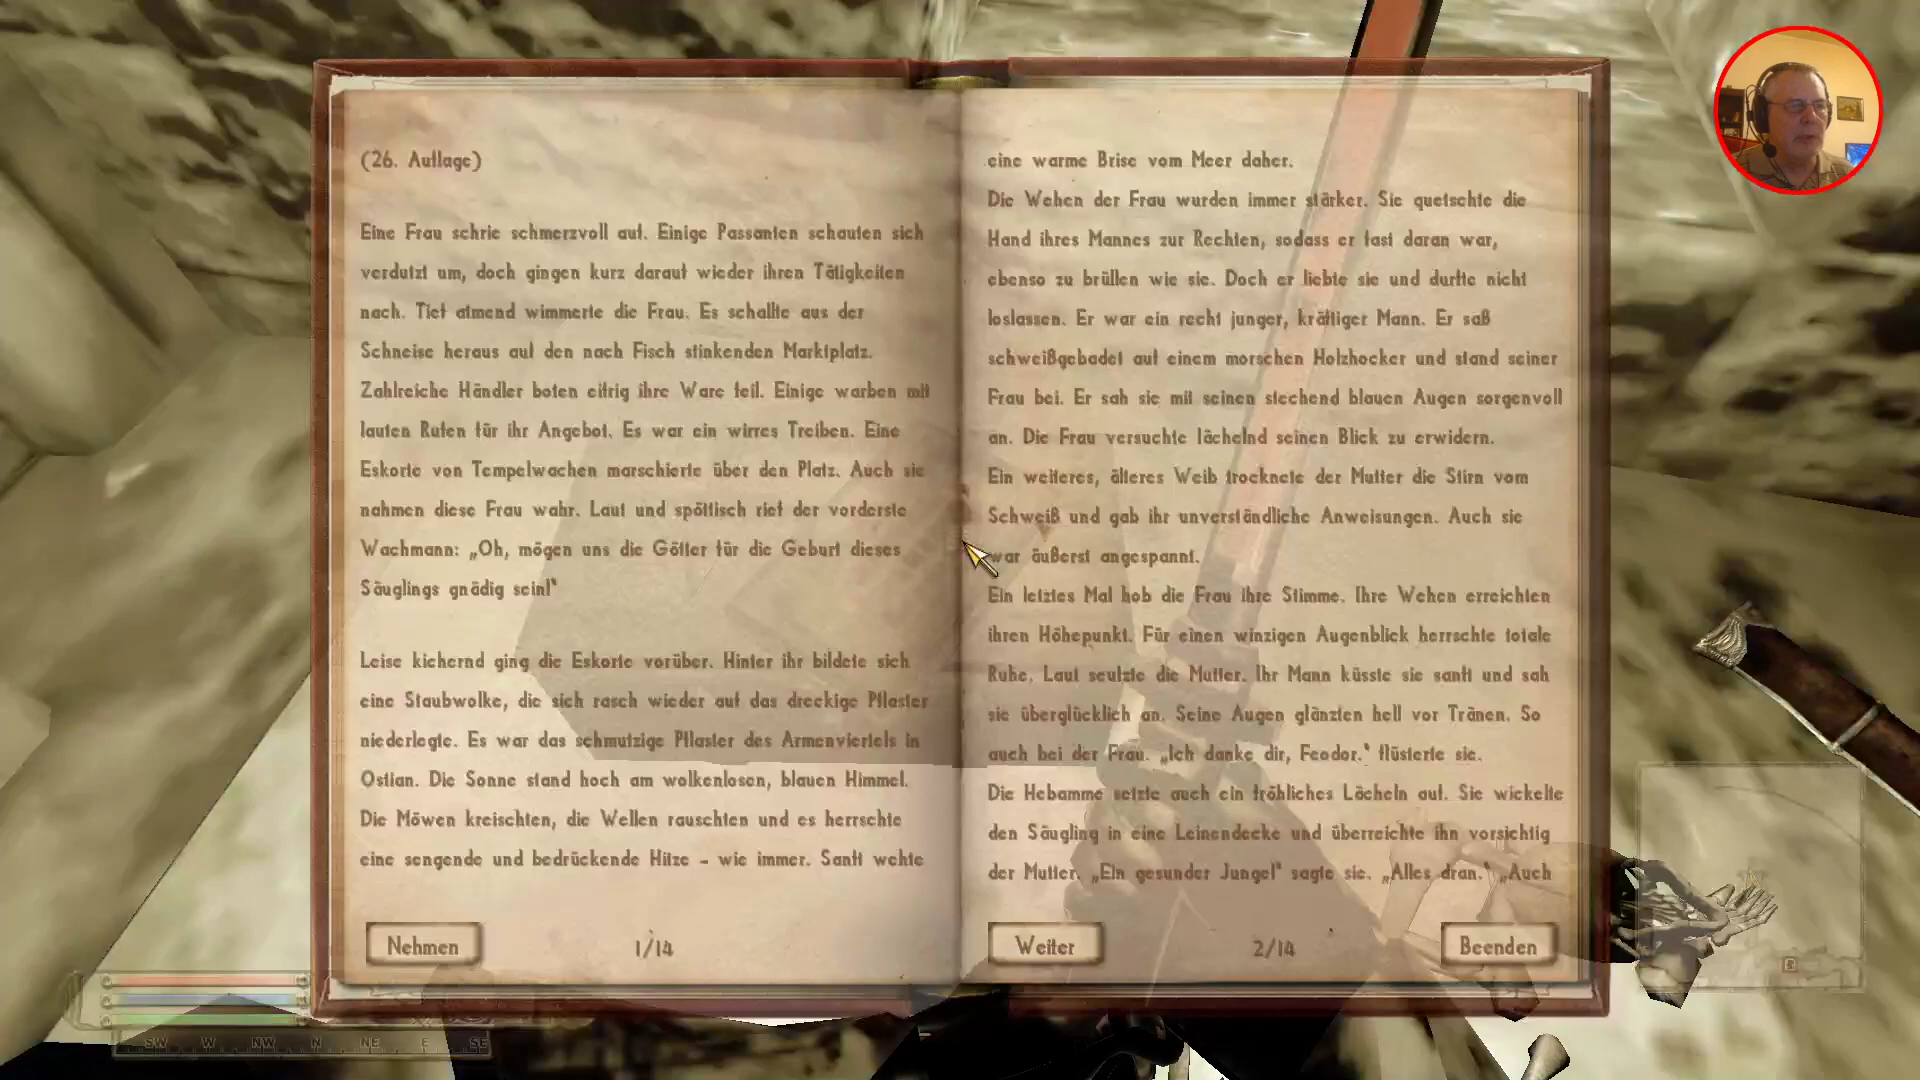 (26. Auflage)
Eine Frau schrie schmerzvoll auf. Einige Passanten schauten sich
verdutzt um, doch gingen kurz darauf wieder ihren Tätigkeiten
nach. Tief atmend wimmerte die Frau. Es schallte aus der
Schneise heraus auf den nach Fisch stinkenden Marktplatz.
Zahlreiche Händler boten eifrig ihre Ware feil. Einige warben mit
lauten Rufen für ihr Angebot. Es war ein wirres Treiben. Eine
Eskorte von Tempelwachen marschierte über den Platz. Auch sie
nahmen diese Frau wahr. Laut und spöttisch rief der vorderste
Wachmann: „Oh, mögen uns die Götter für die Geburt dieses
Säuglings gnädig sein!“
Leise kichernd ging die Eskorte vorüber. Hinter ihr bildete sich
eine Staubwolke, die sich rasch wieder auf das dreckige Pflaster
niederlegte. Es war das schmutzige Pflaster des Armenviertels in
Ostian. Die Sonne stand hoch am wolkenlosen, blauen Himmel.
Die Möwen kreischten, die Wellen rauschten und es herrschte
eine sengende und bedrückende Hitze - wie immer. Sanft wehte
Nehmen
1/14
eine warme Brise vom Meer daher.
Die Wehen der Frau wurden immer stärker. Sie quetschte die
Hand ihres Mannes zur Rechten, sodass er fast daran war,
ebenso zu brüllen wie sie. Doch er liebte sie und durfte nicht
loslassen. Er war ein recht junger, kräftiger Mann. Er saß
schweißgebadet auf einem morschen Holzhocker und stand seiner
Frau bei. Er sah sie mit seinen stechend blauen Augen sorgenvoll
an. Die Frau versuchte lächelnd seinen Blick zu erwidern.
Ein weiteres, älteres Weib trocknete der Mutter die Stirn vom
Schweiß und gab ihr unverständliche Anweisungen. Auch sie
war äußerst angespannt.
Ein letztes Mal hob die Frau ihre Stimme. Ihre Wehen erreichten
ihren Höhepunkt. Für einen winzigen Augenblick herrschte totale
Ruhe. Laut seufzte die Mutter. Ihr Mann küsste sie sanft und sah
sie überglücklich an. Seine Augen glänzten hell vor Tränen. So
auch bei der Frau. „Ich danke dir, Feodor.“ flüsterte sie.
Die Hebamme setzte auch ein fröhliches Lächeln auf. Sie wickelte
den Säugling in eine Leinendecke und überreichte ihn vorsichtig
der Mutter. „Ein gesunder Junge!“ sagte sie. „Alles dran.“ „Auch
Weiter
2/14
Beenden
SW W NW N NE E SE